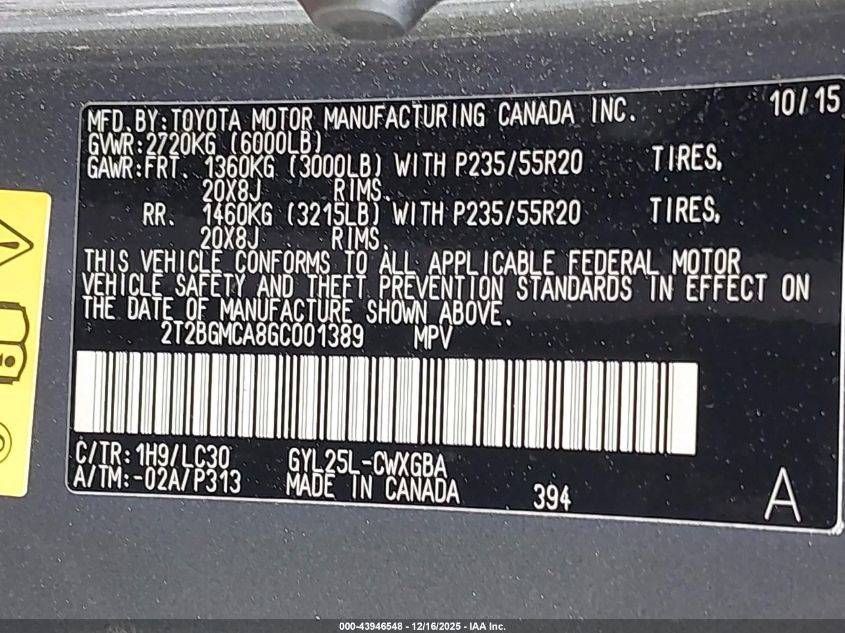 MFD.BY:TOYOTA MOTOR MANUFACTURING CANADA INC. 10/15
GVWR:2720KG (6000LB)
GAWR:FRT. 1360KG (3000LB) WITH P235/55R20 TIRES,
20X8J RIMS.
RR. 1460KG (3215LB) WITH P235/55R20 TIRES,
20X8J RIMS.
THIS VEHICLE CONFORMS TO ALL APPLICABLE FEDERAL MOTOR
VEHICLE SAFETY AND THEFT PREVENTION STANDARDS IN EFFECT ON
THE DATE OF MANUFACTURE SHOWN ABOVE.
2T2BGMCA8GC001389 MPV
C/TR:1H9/LC30 GYL25L-CWXGBA
A/TM:-02A/P313 MADE IN CANADA 394 A
000-43946548 - 12/16/2025 - IAA Inc.